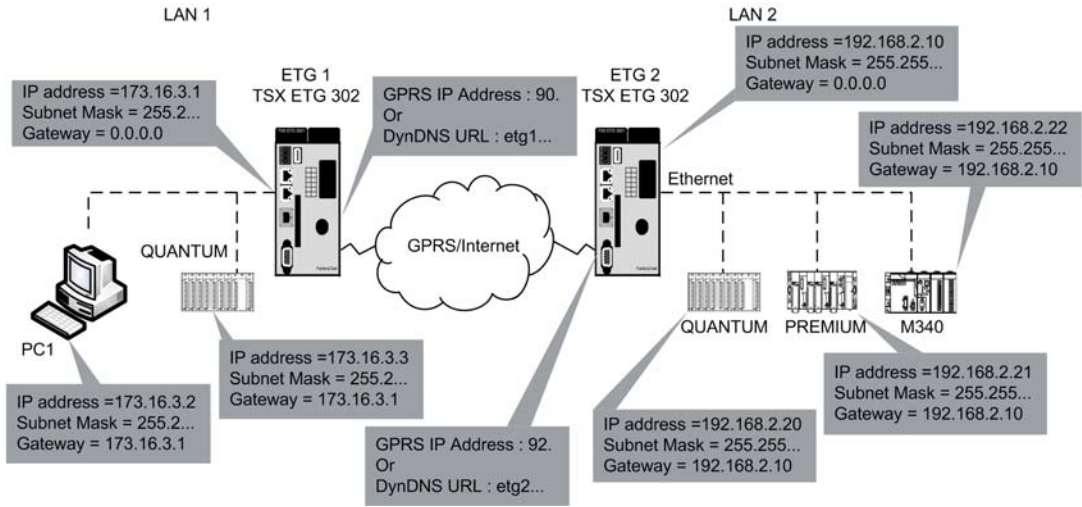 LAN 1
LAN 2
IP address =173.16.3.1
Subnet Mask = 255.2...
Gateway = 0.0.0.0
ETG 1
TSX ETG 302
GPRS IP Address : 90.
Or
DynDNS URL : etg1...
ETG 2
TSX ETG 302
IP address =192.168.2.10
Subnet Mask = 255.255...
Gateway = 0.0.0.0
IP address =192.168.2.22
Subnet Mask = 255.255...
Gateway = 192.168.2.10
Ethernet
GPRS/Internet
QUANTUM
PC1
QUANTUM
PREMIUM
M340
IP address =173.16.3.3
Subnet Mask = 255.2...
Gateway = 173.16.3.1
IP address =173.16.3.2
Subnet Mask = 255.2...
Gateway = 173.16.3.1
GPRS IP Address : 92.
Or
DynDNS URL : etg2...
IP address =192.168.2.20
Subnet Mask = 255.255...
Gateway = 192.168.2.10
IP address =192.168.2.21
Subnet Mask = 255.255...
Gateway = 192.168.2.10